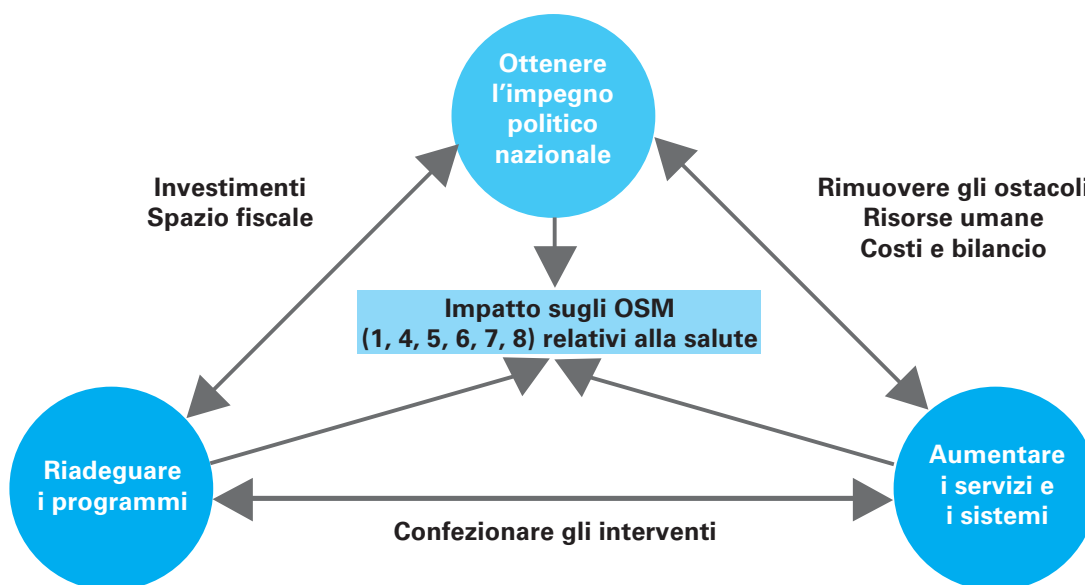 Ottenere
l'impegno
politico
nazionale
Investimenti
Spazio fiscale
Rimuovere gli ostacoli
Risorse umane
Costi e bilancio
Impatto sugli OSM
(1, 4, 5, 6, 7, 8) relativi alla salute
Riadeguare
i programmi
Aumentare
i servizi e
i sistemi
Confezionare gli interventi